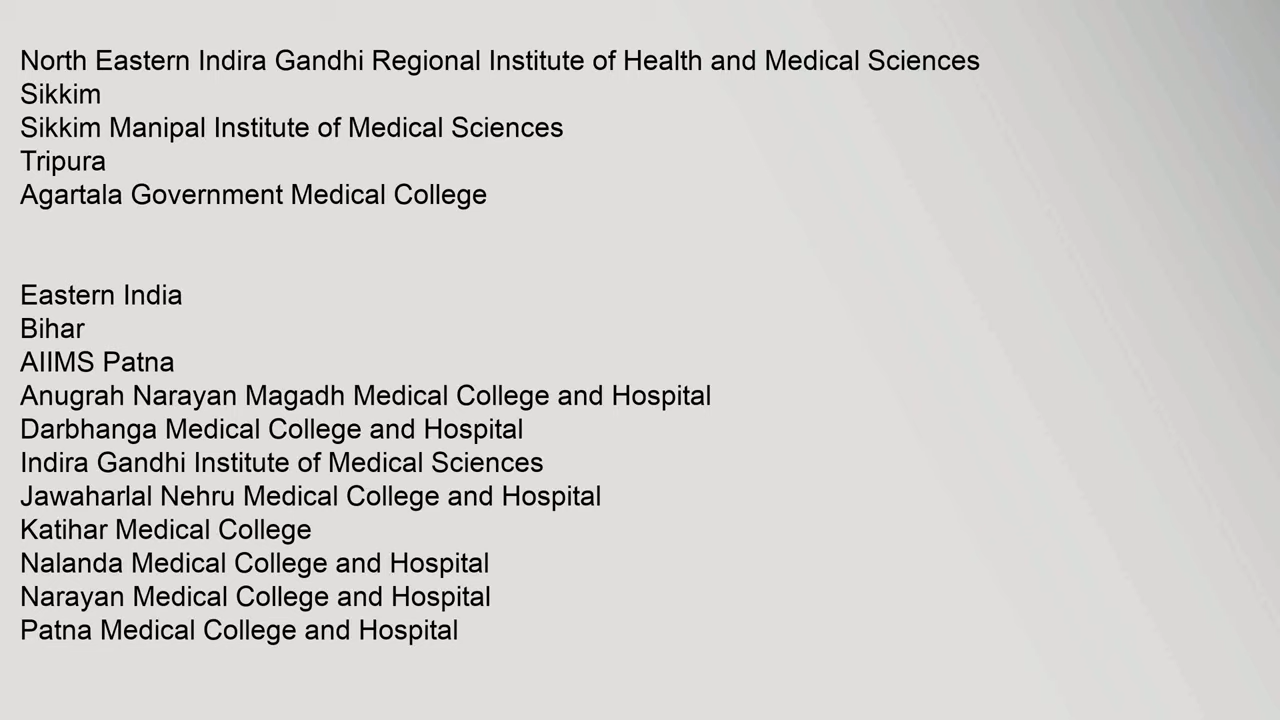 North Eastern Indira Gandhi Regional Institute of Health and Medical Sciences
Sikkim
Sikkim Manipal Institute of Medical Sciences
Tripura
Agartala Government Medical College
Eastern India
Bihar
AIIMS Patna
Anugrah Narayan Magadh Medical College and Hospital
Darbhanga Medical College and Hospital
Indira Gandhi Institute of Medical Sciences
Jawaharlal Nehru Medical College and Hospital
Katihar Medical College
Nalanda Medical College and Hospital
Narayan Medical College and Hospital
Patna Medical College and Hospital